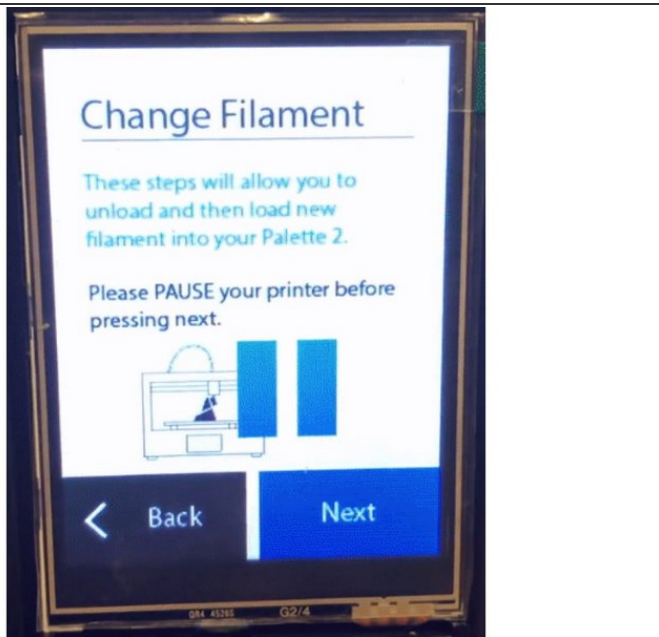 Change Filament
These steps will allow you to
unload and then load new
filament into your Palette 2.
Please PAUSE your printer before
pressing next.
Back
Next
G2/4